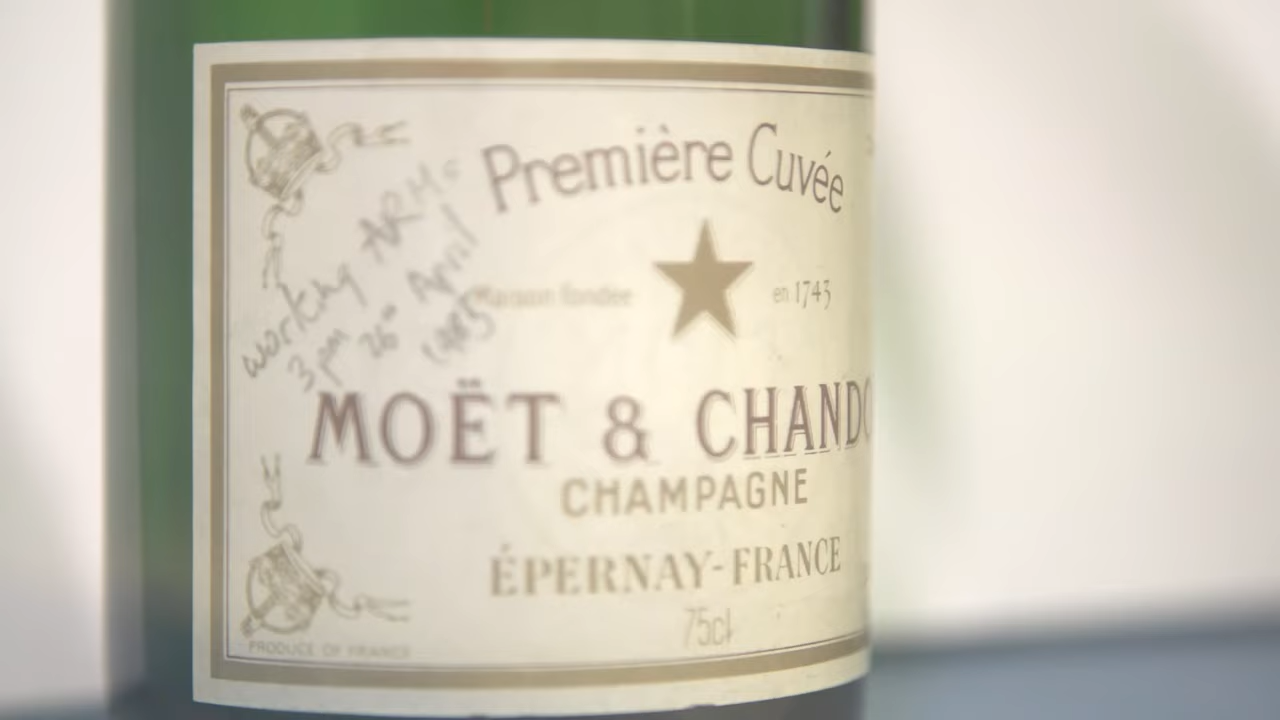 Première Cuvée
working ARM:
3pm 26th April
1985
Maison fondée en 1743
MOËT & CHANDO
CHAMPAGNE
ÉPERNAY-FRANCE
75cl
PRODUCE OF FRANCE